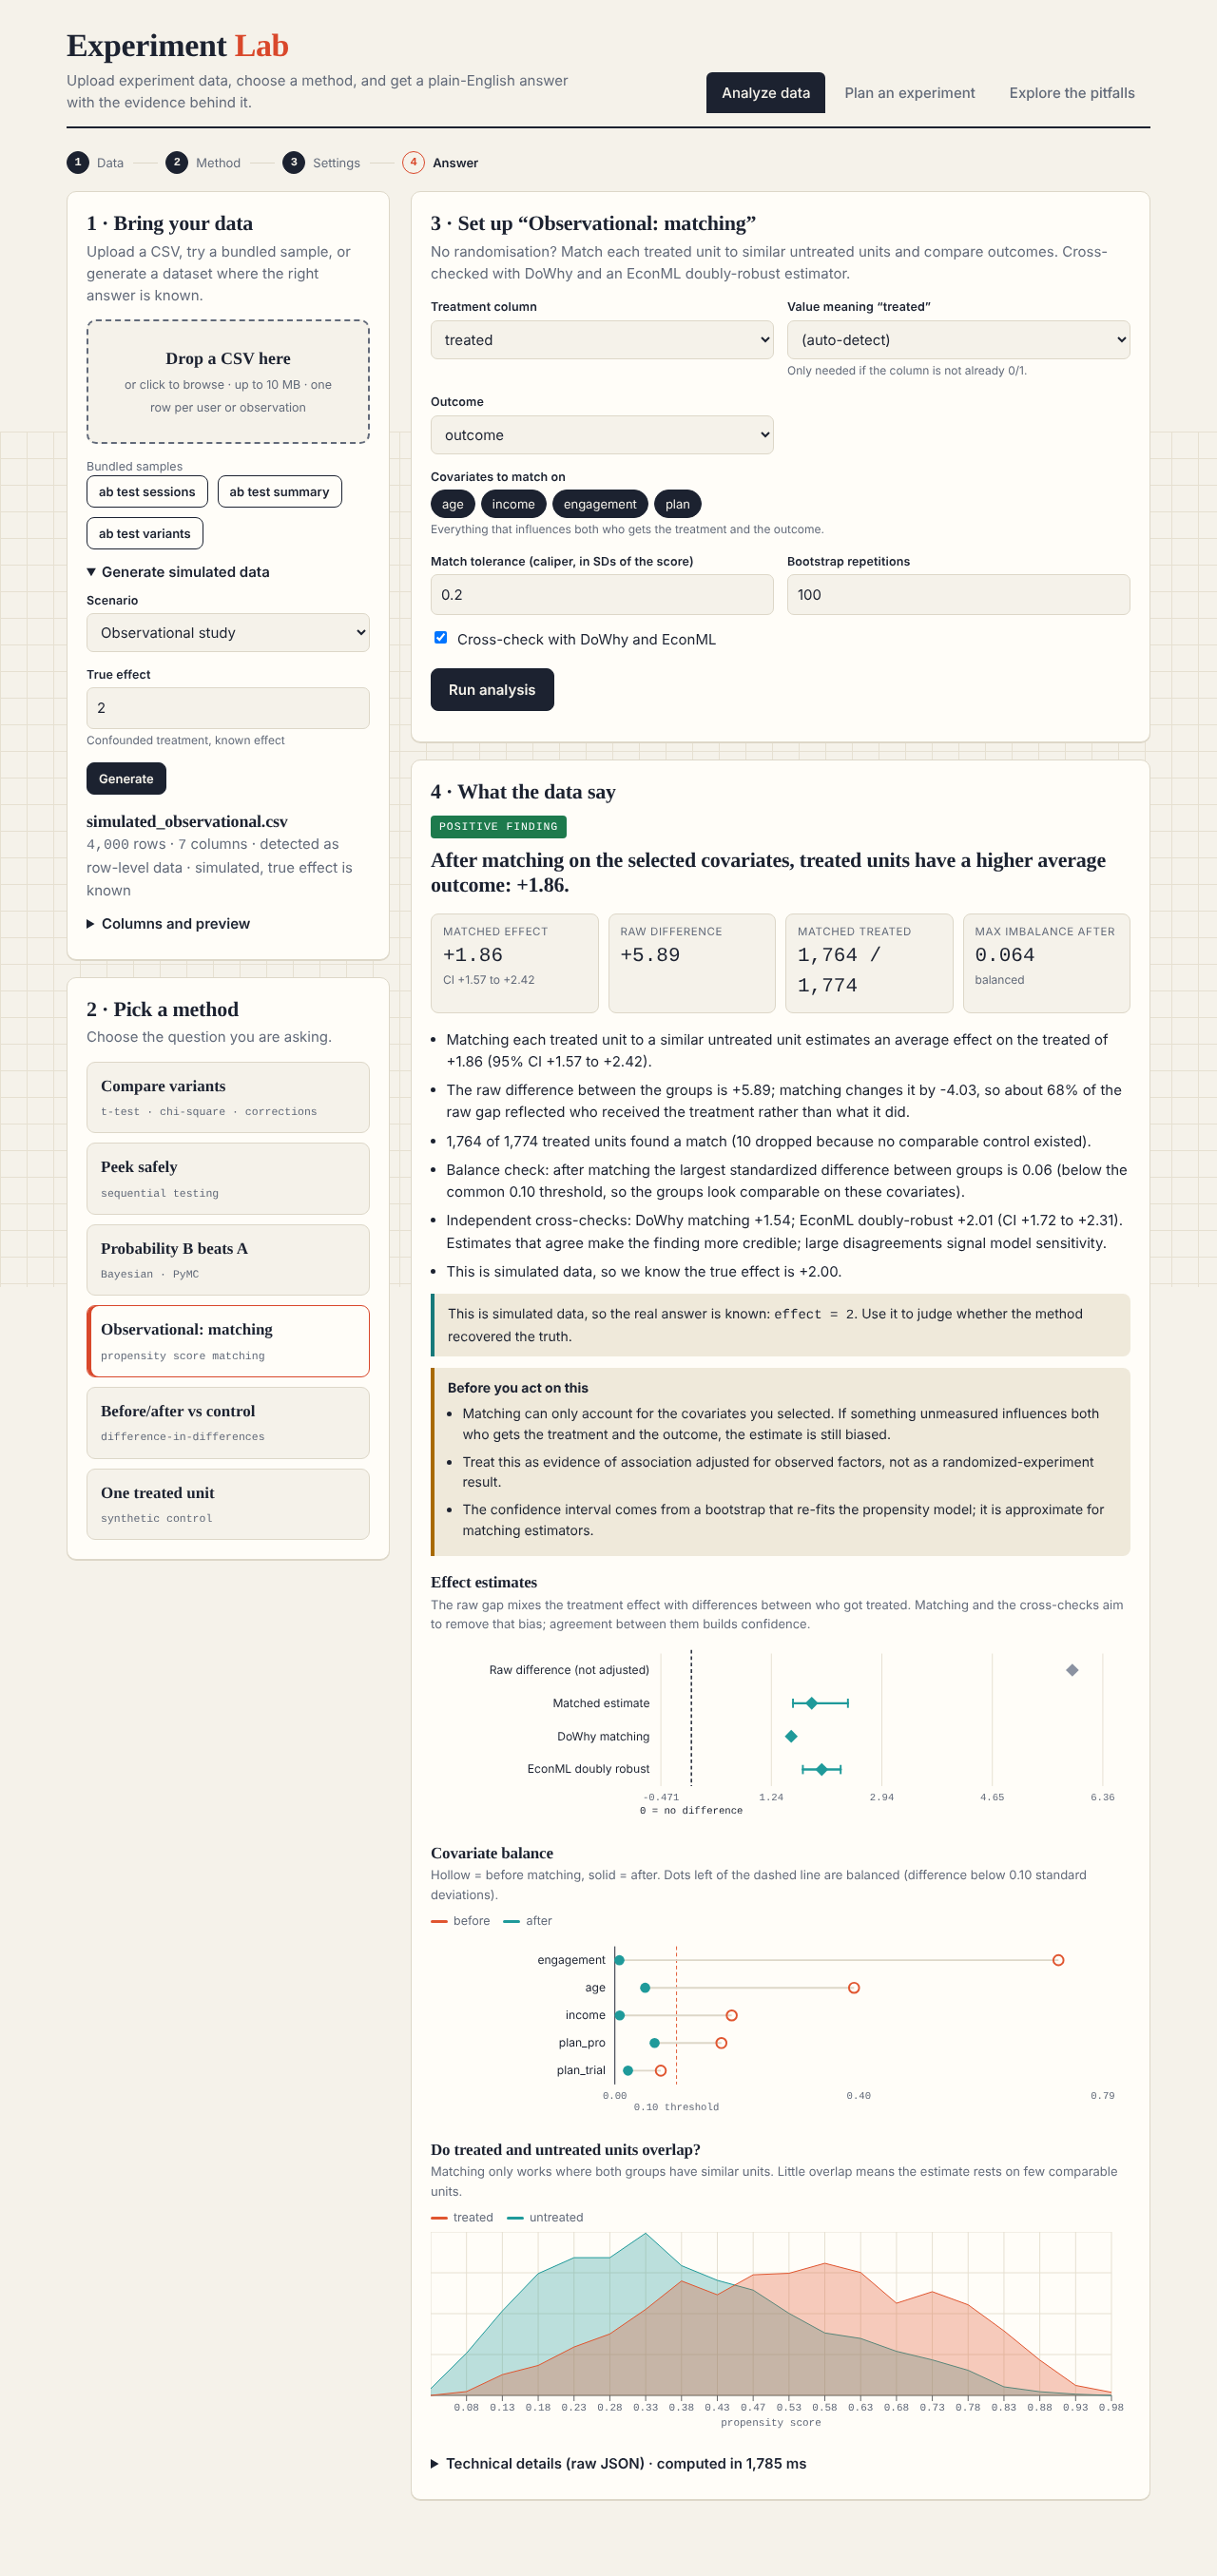 Experiment Lab
Upload experiment data, choose a method, and get a plain-English answer
with the evidence behind it.
Analyze data
Plan an experiment
Explore the pitfalls
1 Data
2 Method
3 Settings
4 Answer
1 · Bring your data
Upload a CSV, try a bundled sample, or
generate a dataset where the right
answer is known.
Drop a CSV here
or click to browse · up to 10 MB · one
row per user or observation
Bundled samples
ab test sessions
ab test summary
ab test variants
▼ Generate simulated data
Scenario
Observational study
True effect
2
Confounded treatment, known effect
Generate
simulated_observational.csv
4,000 rows · 7 columns · detected as
row-level data · simulated, true effect is
known
▶ Columns and preview
2 · Pick a method
Choose the question you are asking.
Compare variants
t-test · chi-square · corrections
Peek safely
sequential testing
Probability B beats A
Bayesian · PyMC
Observational: matching
propensity score matching
Before/after vs control
difference-in-differences
One treated unit
synthetic control
3 · Set up “Observational: matching”
No randomisation? Match each treated unit to similar untreated units and compare outcomes. Cross-
checked with DoWhy and an EconML doubly-robust estimator.
Treatment column
treated
Value meaning “treated”
(auto-detect)
Only needed if the column is not already 0/1.
Outcome
outcome
Covariates to match on
age
income
engagement
plan
Everything that influences both who gets the treatment and the outcome.
Match tolerance (caliper, in SDs of the score)
0.2
Bootstrap repetitions
100
Cross-check with DoWhy and EconML
Run analysis
4 · What the data say
POSITIVE FINDING
After matching on the selected covariates, treated units have a higher average
outcome: +1.86.
MATCHED EFFECT
+1.86
CI +1.57 to +2.42
RAW DIFFERENCE
+5.89
MATCHED TREATED
1,764 /
1,774
MAX IMBALANCE AFTER
0.064
balanced
• Matching each treated unit to a similar untreated unit estimates an average effect on the treated of
+1.86 (95% CI +1.57 to +2.42).
• The raw difference between the groups is +5.89; matching changes it by -4.03, so about 68% of the
raw gap reflected who received the treatment rather than what it did.
• 1,764 of 1,774 treated units found a match (10 dropped because no comparable control existed).
• Balance check: after matching the largest standardized difference between groups is 0.06 (below the
common 0.10 threshold, so the groups look comparable on these covariates).
• Independent cross-checks: DoWhy matching +1.54; EconML doubly-robust +2.01 (CI +1.72 to +2.31).
Estimates that agree make the finding more credible; large disagreements signal model sensitivity.
• This is simulated data, so we know the true effect is +2.00.
This is simulated data, so the real answer is known: effect = 2. Use it to judge whether the method
recovered the truth.
Before you act on this
• Matching can only account for the covariates you selected. If something unmeasured influences both
who gets the treatment and the outcome, the estimate is still biased.
• Treat this as evidence of association adjusted for observed factors, not as a randomized-experiment
result.
• The confidence interval comes from a bootstrap that re-fits the propensity model; it is approximate for
matching estimators.
Effect estimates
The raw gap mixes the treatment effect with differences between who got treated. Matching and the cross-checks aim
to remove that bias; agreement between them builds confidence.
Raw difference (not adjusted)
Matched estimate
DoWhy matching
EconML doubly robust
-0.471 1.24 2.94 4.65 6.36
0 = no difference
Covariate balance
Hollow = before matching, solid = after. Dots left of the dashed line are balanced (difference below 0.10 standard
deviations).
before after
engagement
age
income
plan_pro
plan_trial
0.00 0.40 0.79
0.10 threshold
Do treated and untreated units overlap?
Matching only works where both groups have similar units. Little overlap means the estimate rests on few comparable
units.
treated untreated
0.08 0.13 0.18 0.23 0.28 0.33 0.38 0.43 0.47 0.53 0.58 0.63 0.68 0.73 0.78 0.83 0.88 0.93 0.98
propensity score
▶ Technical details (raw JSON) · computed in 1,785 ms